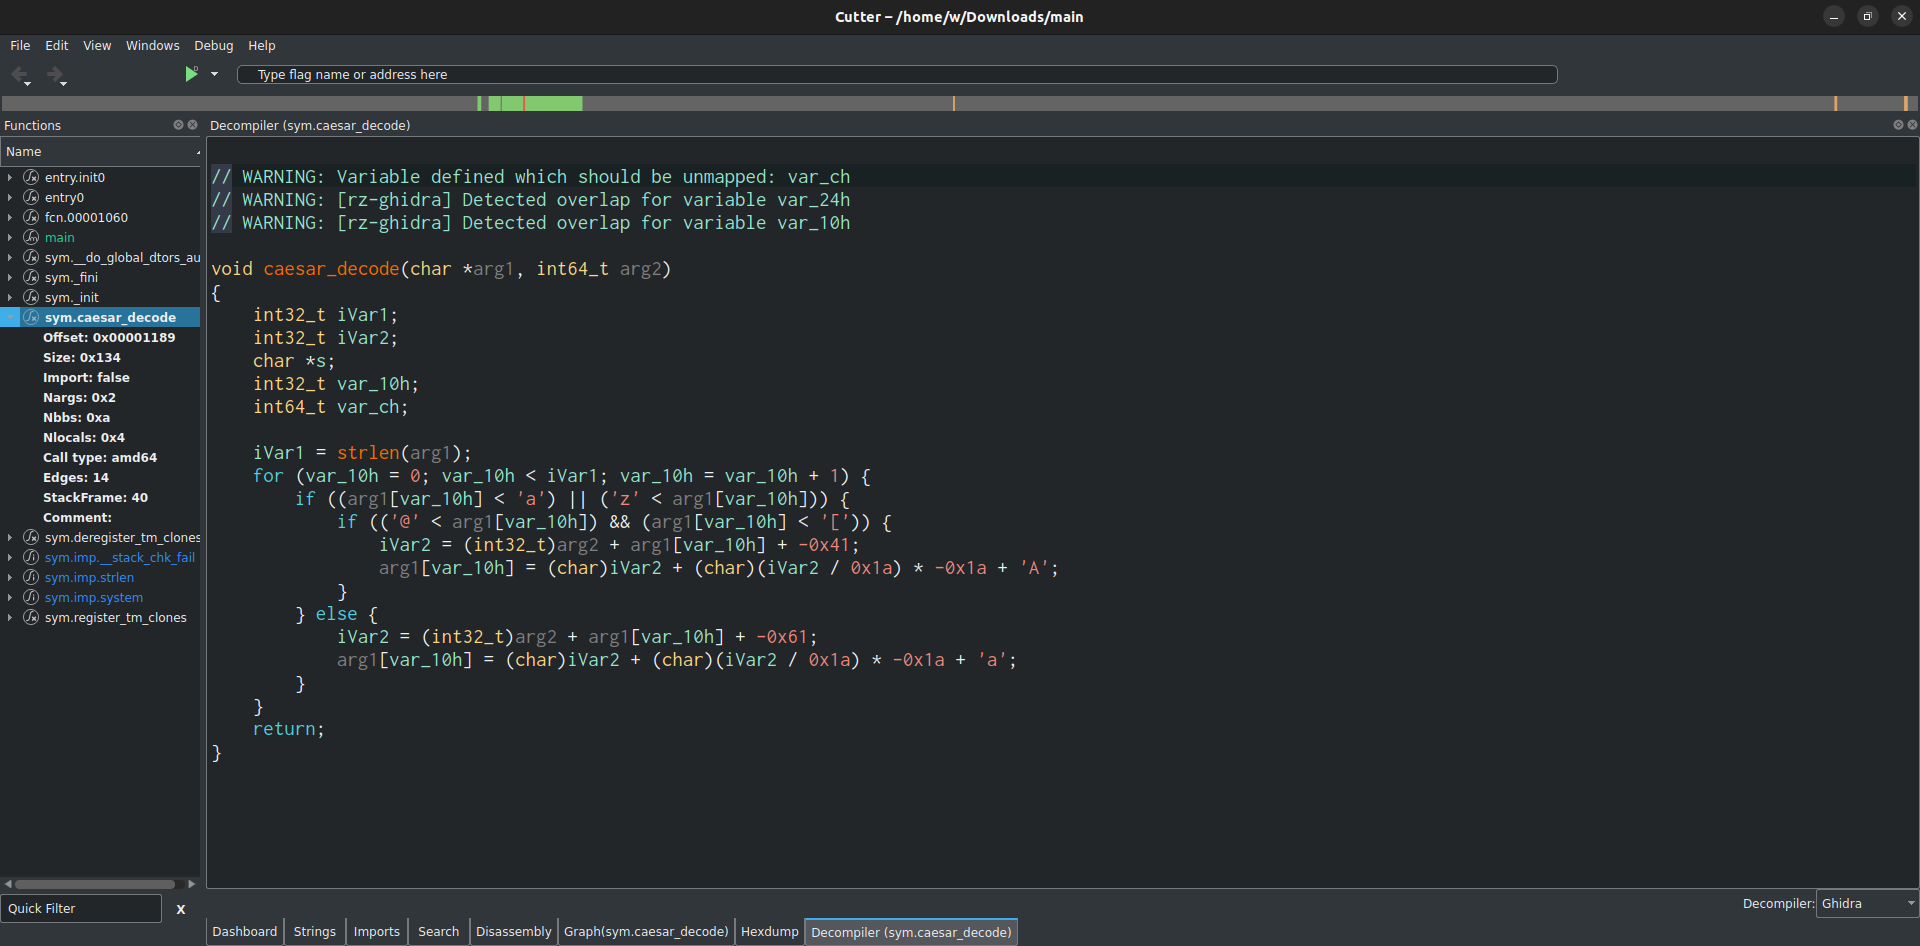 Cutter – /home/w/Downloads/main
File Edit View Windows Debug Help
Type flag name or address here
Functions
Name
entry.init0
entry0
fcn.00001060
main
sym.__do_global_dtors_au
sym._fini
sym._init
sym.caesar_decode
Offset: 0x00001189
Size: 0x134
Import: false
Nargs: 0x2
Nbbs: 0xa
Nlocals: 0x4
Call type: amd64
Edges: 14
StackFrame: 40
Comment:
sym.deregister_tm_clones
sym.imp.__stack_chk_fail
sym.imp.strlen
sym.imp.system
sym.register_tm_clones
Quick Filter X
Decompiler (sym.caesar_decode)
// WARNING: Variable defined which should be unmapped: var_ch
// WARNING: [rz-ghidra] Detected overlap for variable var_24h
// WARNING: [rz-ghidra] Detected overlap for variable var_10h
void caesar_decode(char *arg1, int64_t arg2)
{
int32_t iVar1;
int32_t iVar2;
char *s;
int32_t var_10h;
int64_t var_ch;
iVar1 = strlen(arg1);
for (var_10h = 0; var_10h < iVar1; var_10h = var_10h + 1) {
if ((arg1[var_10h] < 'a') || ('z' < arg1[var_10h])) {
if (('@' < arg1[var_10h]) && (arg1[var_10h] < '[')) {
iVar2 = (int32_t)arg2 + arg1[var_10h] + -0x41;
arg1[var_10h] = (char)iVar2 + (char)(iVar2 / 0x1a) * -0x1a + 'A';
}
} else {
iVar2 = (int32_t)arg2 + arg1[var_10h] + -0x61;
arg1[var_10h] = (char)iVar2 + (char)(iVar2 / 0x1a) * -0x1a + 'a';
}
}
return;
}
Decompiler: Ghidra
Dashboard Strings Imports Search Disassembly Graph(sym.caesar_decode) Hexdump Decompiler (sym.caesar_decode)